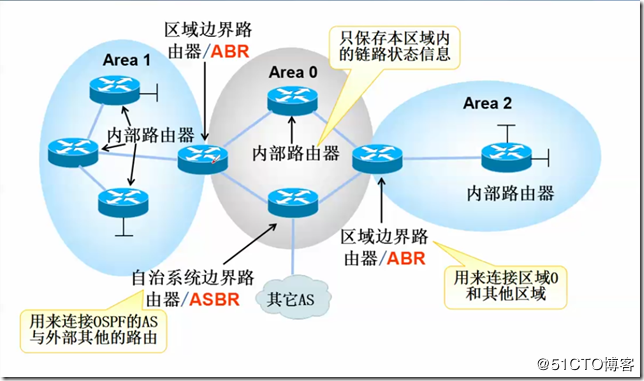 区域边界路
由器/ABR
只保存本区域内
的链路状态信息
Area 1
Area 0
Area 2
内部路由器
内部路由器
内部路由器
自治系统边界路
由器/ASBR
其它AS
区域边界路
由器/ABR
用来连接OSPF的AS
与外部其他的路由
用来连接区域0
和其他区域
@51CTO博客